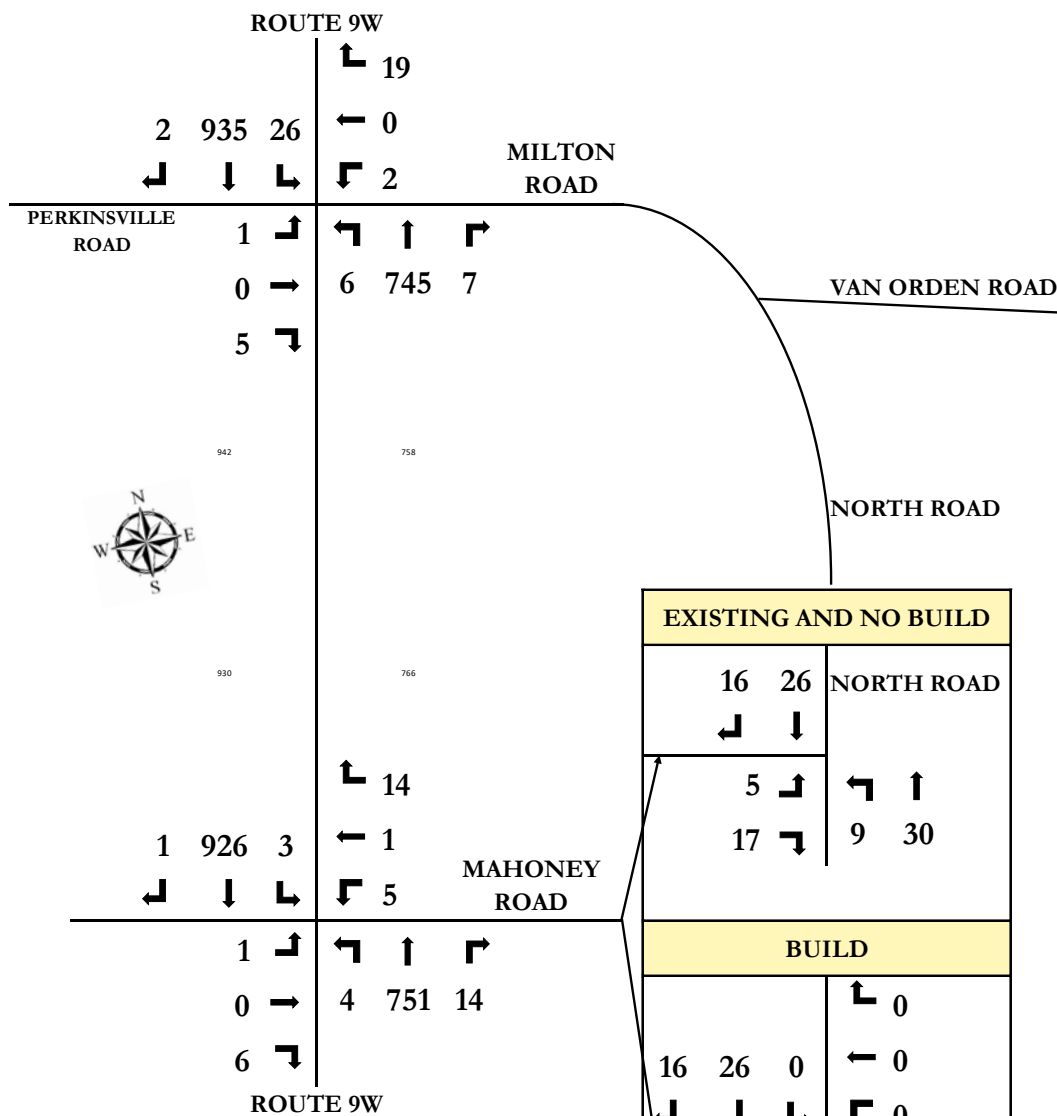 ROUTE 9W
19
0
2
2 935 26
MILTON
ROAD
PERKINSVILLE
ROAD
1
0
5
6 745 7
VAN ORDEN ROAD
942 758
N
W E
S
NORTH ROAD
930 766
EXISTING AND NO BUILD
16 26
NORTH ROAD
5
17
9 30
14
1
5
1 926 3
MAHONEY
ROAD
1
0
6
4 751 14
ROUTE 9W
BUILD
0
0
0
16 26 0